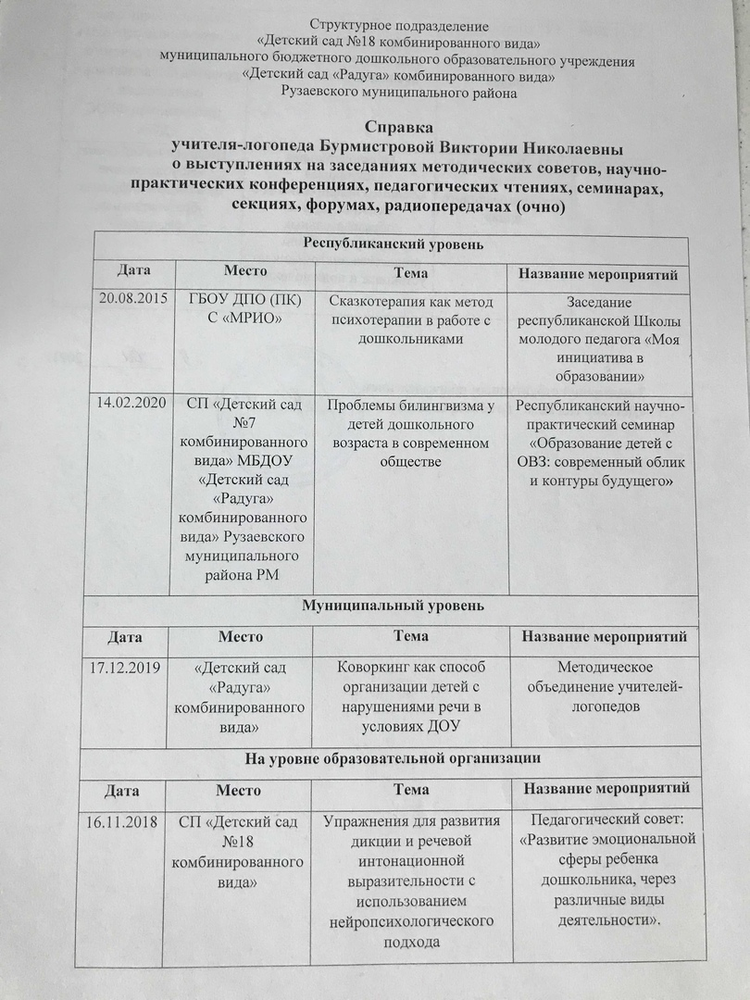 Структурное подразделение
«Детский сад №18 комбинированного вида»
муниципального бюджетного дошкольного образовательного учреждения
«Детский сад «Радуга» комбинированного вида»
Рузаевского муниципального района
Справка
учителя-логопеда Бурмистровой Виктории Николаевны
о выступлениях на заседаниях методических советов, научно-
практических конференциях, педагогических чтениях, семинарах,
секциях, форумах, радиопередачах (очно)
Республиканский уровень
Дата
Место
Тема
Название мероприятий
20.08.2015
ГБОУ ДПО (ПК)
С «МРИО»
Сказкотерапия как метод
психотерапии в работе с
дошкольниками
Заседание
республиканской Школы
молодого педагога «Моя
инициатива в
образовании»
14.02.2020
СП «Детский сад
№7
комбинированного
вида» МБДОУ
«Детский сад
«Радуга»
комбинированного
вида» Рузаевского
муниципального
района РМ
Проблемы билингвизма у
детей дошкольного
возраста в современном
обществе
Республиканский научно-
практический семинар
«Образование детей с
ОВЗ: современный облик
и контуры будущего»
Муниципальный уровень
Дата
Место
Тема
Название мероприятий
17.12.2019
«Детский сад
«Радуга»
комбинированного
вида»
Коворкинг как способ
организации детей с
нарушениями речи в
условиях ДОУ
Методическое
объединение учителей-
логопедов
На уровне образовательной организации
Дата
Место
Тема
Название мероприятий
16.11.2018
СП «Детский сад
№18
комбинированного
вида»
Упражнения для развития
дикции и речевой
интонационной
выразительности с
использованием
нейропсихологического
подхода
Педагогический совет:
«Развитие эмоциональной
сферы ребенка
дошкольника, через
различные виды
деятельности».